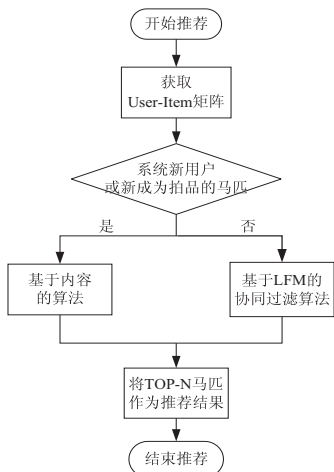 开始推荐
获取
User-Item矩阵
系统新用户
或新成为拍品的马匹
是
否
基于内容
的算法
基于LFM的
协同过滤算法
将TOP-N马匹
作为推荐结果
结束推荐